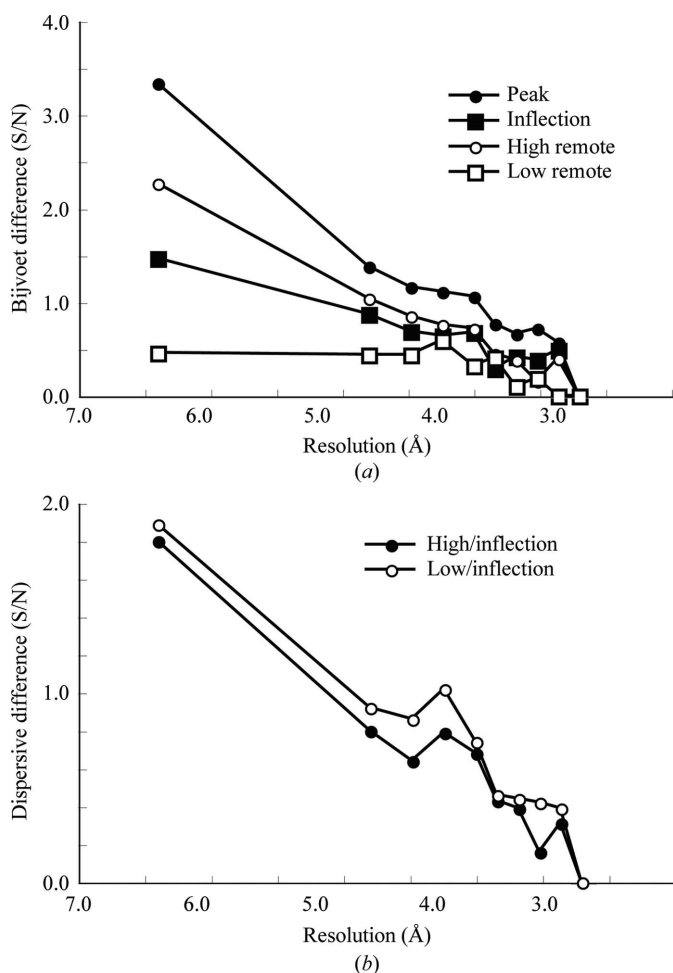 4.0
3.0
2.0
1.0
0.0
Bijvoet difference (S/N)
Peak
Inflection
High remote
Low remote
7.0 6.0 5.0 4.0 3.0
Resolution (Å)
(a)
2.0
1.0
0.0
Dispersive difference (S/N)
High/inflection
Low/inflection
7.0 6.0 5.0 4.0 3.0
Resolution (Å)
(b)